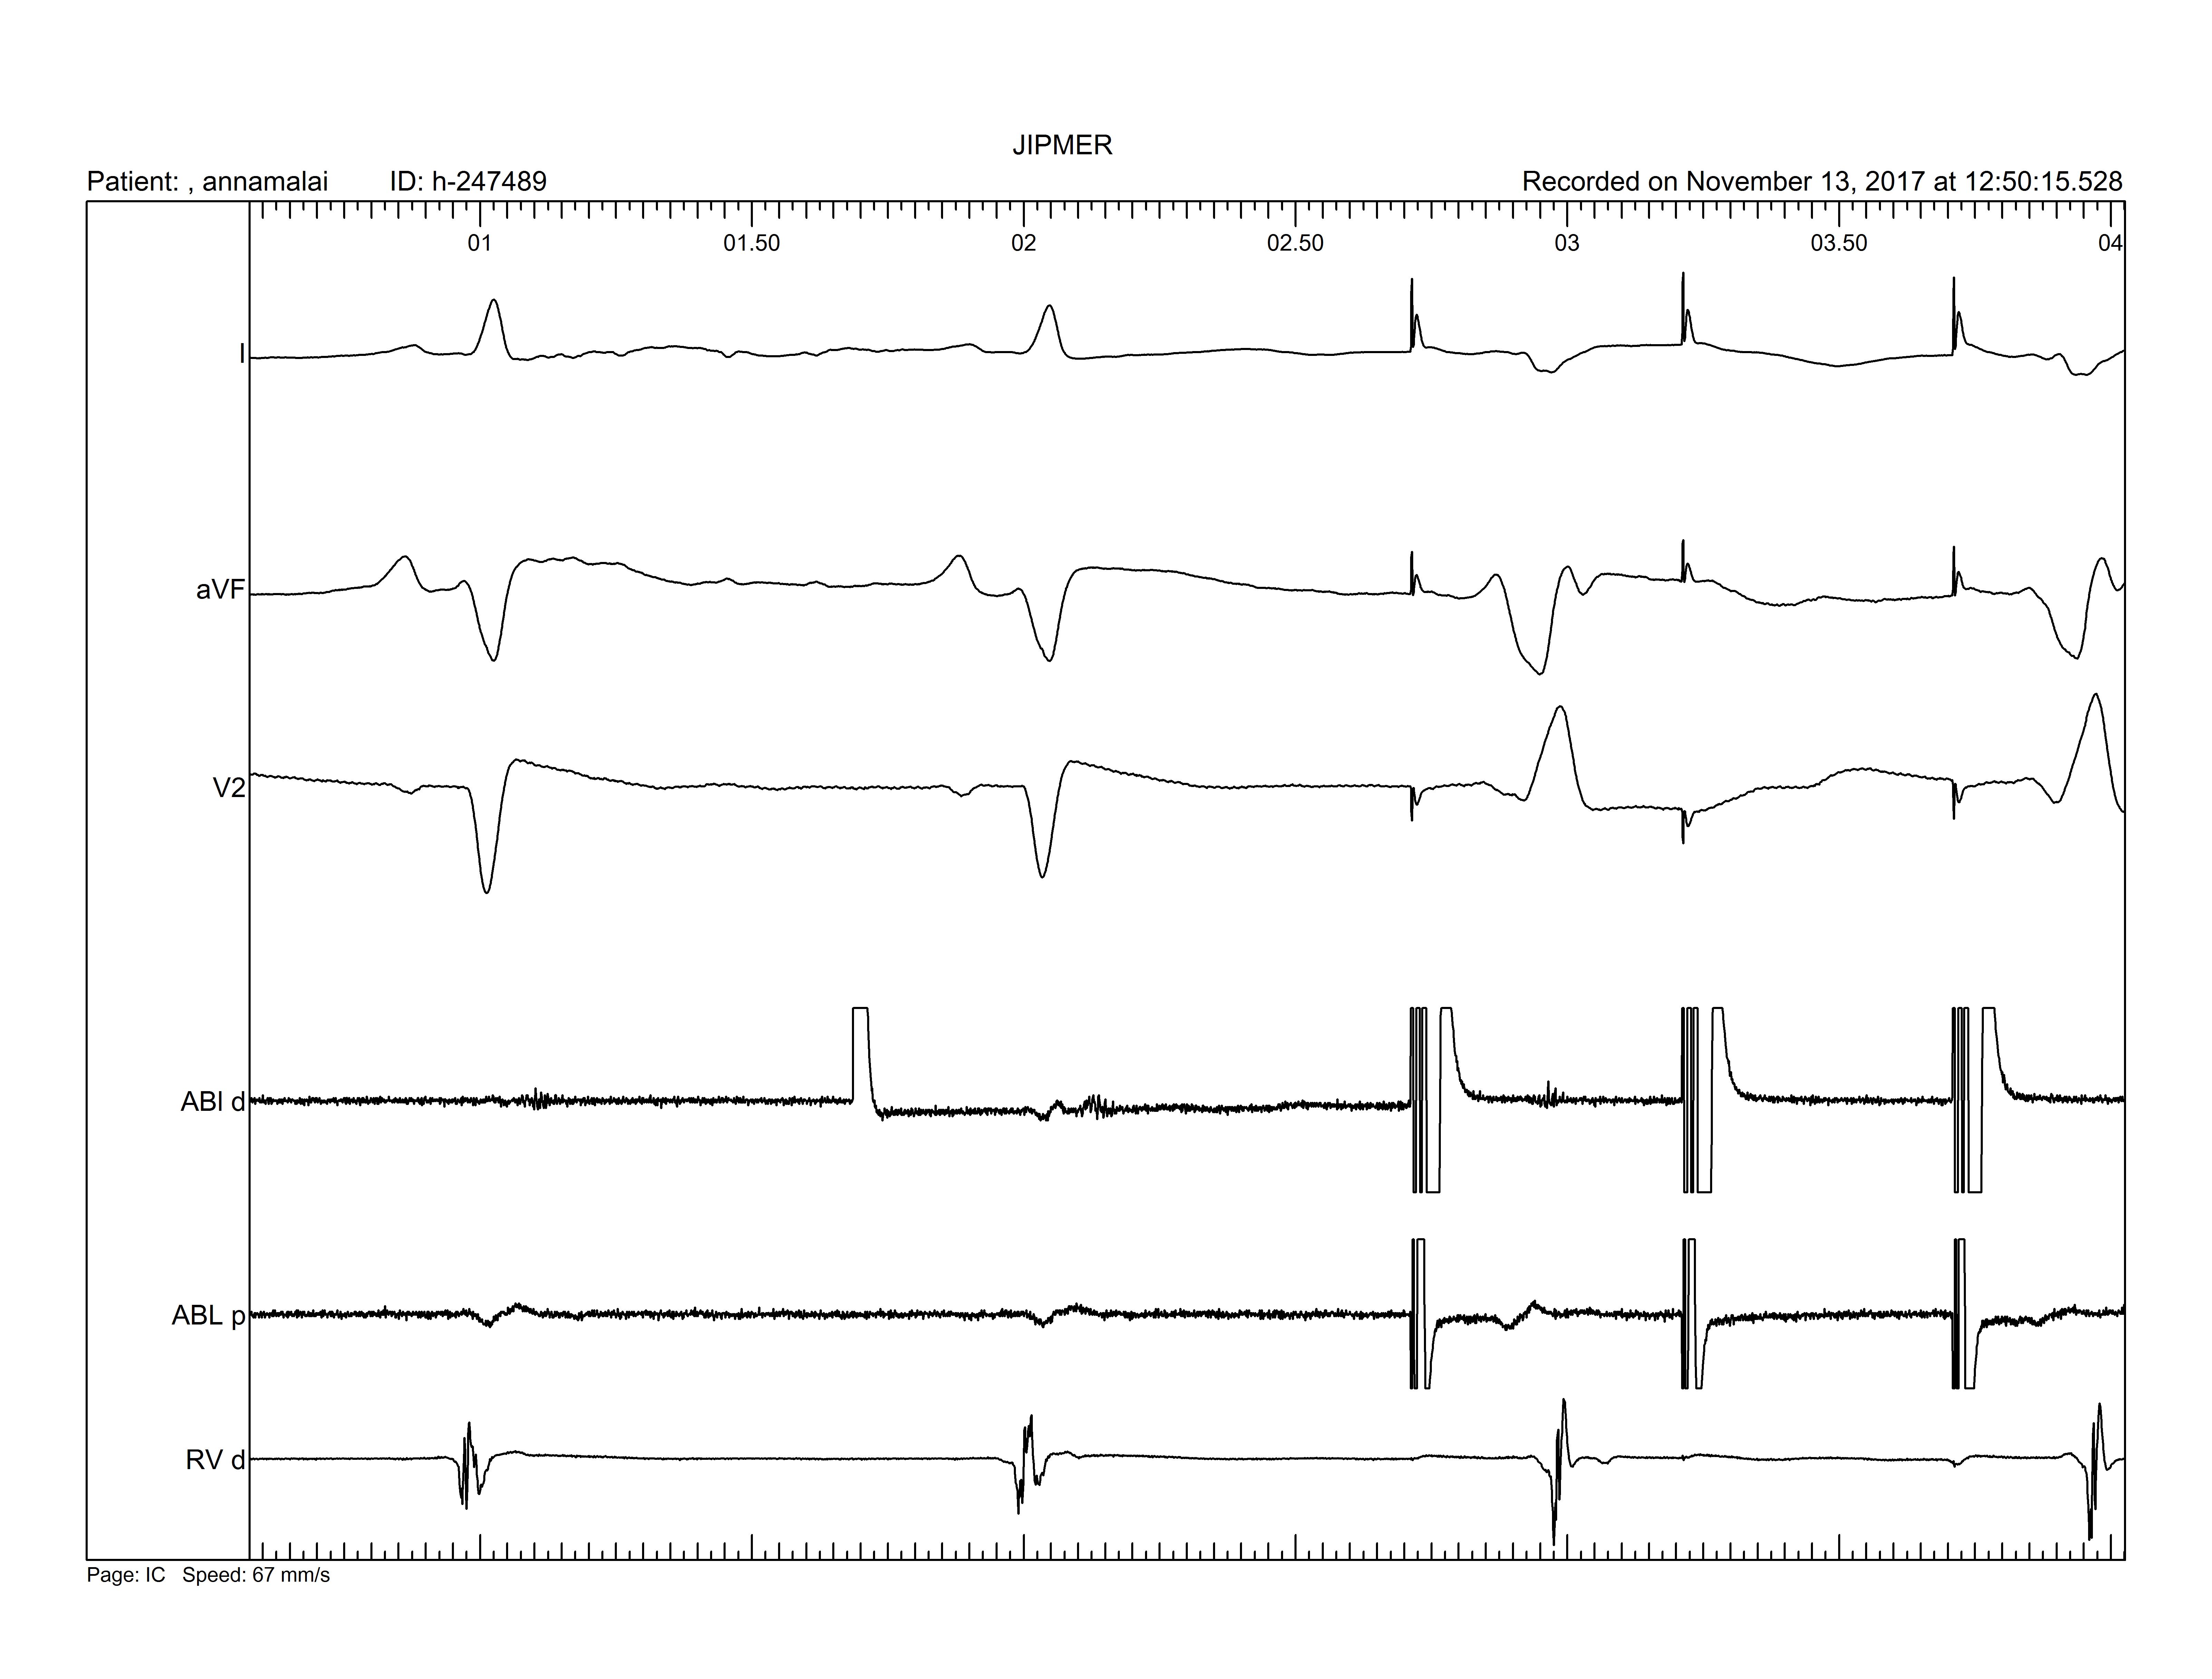 JIPMER
Patient: , annamalai ID: h-247489 Recorded on November 13, 2017 at 12:50:15.528
01 01.50 02 02.50 03 03.50 04
I
aVF
V2
ABl d
ABL p
RV d
Page: IC Speed: 67 mm/s